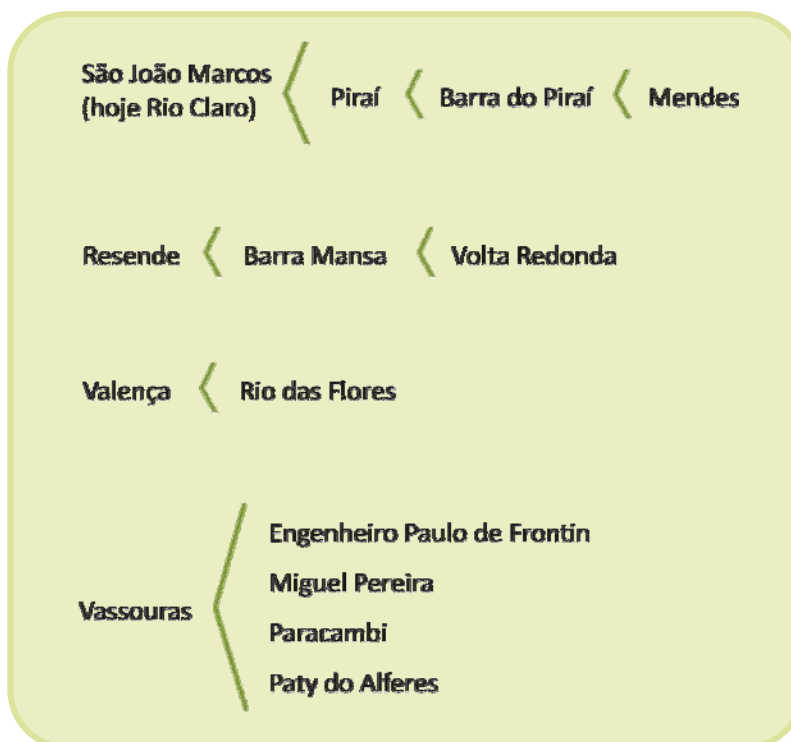 São João Marcos
(hoje Rio Claro)
Piraí
Barra do Piraí
Mendes
Resende
Barra Mansa
Volta Redonda
Valença
Rio das Flores
Vassouras
Engenheiro Paulo de Frontin
Miguel Pereira
Paracambi
Paty do Alferes